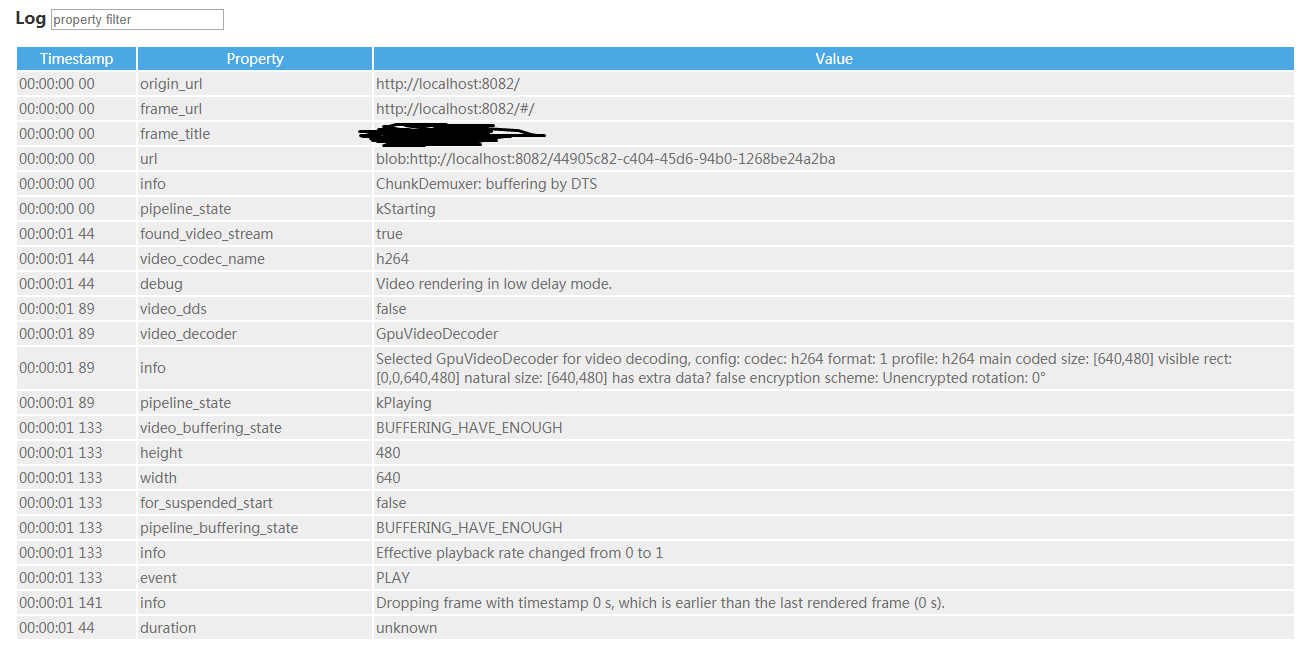 Log property filter
Timestamp Property Value
00:00:00 00 origin_url http://localhost:8082/
00:00:00 00 frame_url http://localhost:8082/#/
00:00:00 00 frame_title
00:00:00 00 url blob:http://localhost:8082/44905c82-c404-45d6-94b0-1268be24a2ba
00:00:00 00 info ChunkDemuxer: buffering by DTS
00:00:00 00 pipeline_state kStarting
00:00:01 44 found_video_stream true
00:00:01 44 video_codec_name h264
00:00:01 44 debug Video rendering in low delay mode.
00:00:01 89 video_dds false
00:00:01 89 video_decoder GpuVideoDecoder
00:00:01 89 info Selected GpuVideoDecoder for video decoding, config: codec: h264 format: 1 profile: h264 main coded size: [640,480] visible rect:
[0,0,640,480] natural size: [640,480] has extra data? false encryption scheme: Unencrypted rotation: 0°
00:00:01 89 pipeline_state kPlaying
00:00:01 133 video_buffering_state BUFFERING_HAVE_ENOUGH
00:00:01 133 height 480
00:00:01 133 width 640
00:00:01 133 for_suspended_start false
00:00:01 133 pipeline_buffering_state BUFFERING_HAVE_ENOUGH
00:00:01 133 info Effective playback rate changed from 0 to 1
00:00:01 133 event PLAY
00:00:01 141 info Dropping frame with timestamp 0 s, which is earlier than the last rendered frame (0 s).
00:00:01 44 duration unknown